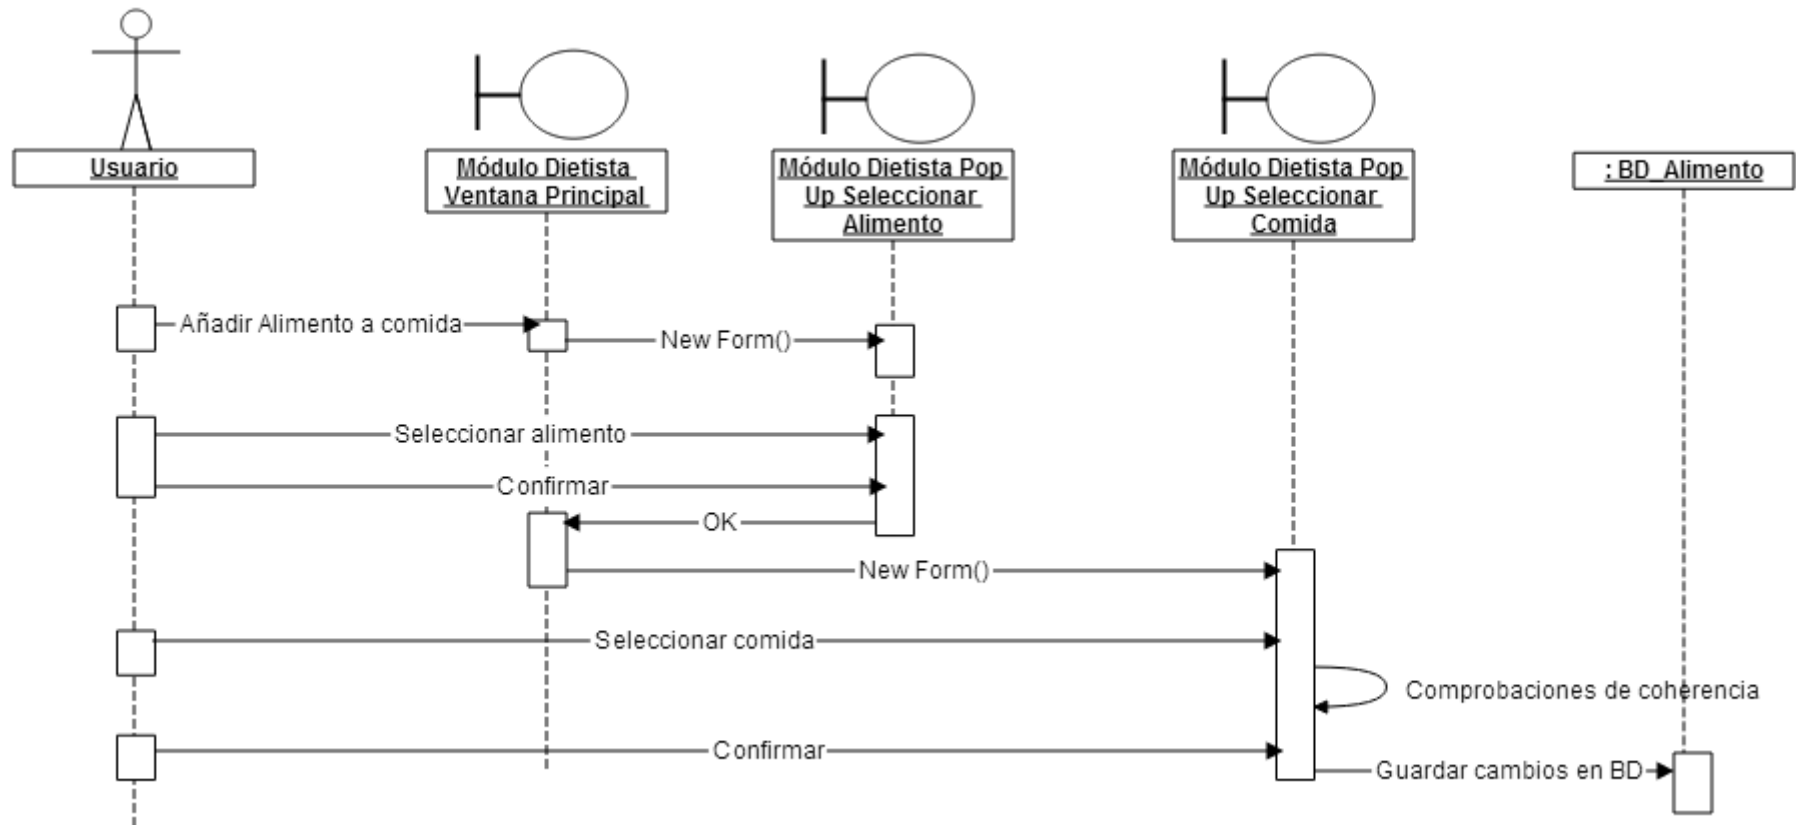 Usuario
Módulo Dietista
Ventana Principal
Módulo Dietista Pop
Up Seleccionar
Alimento
Módulo Dietista Pop
Up Seleccionar
Comida
: BD_Alimento
Añadir Alimento a comida
New Form()
Seleccionar alimento
Confirmar
OK
New Form()
Seleccionar comida
Comprobaciones de coherencia
Confirmar
Guardar cambios en BD